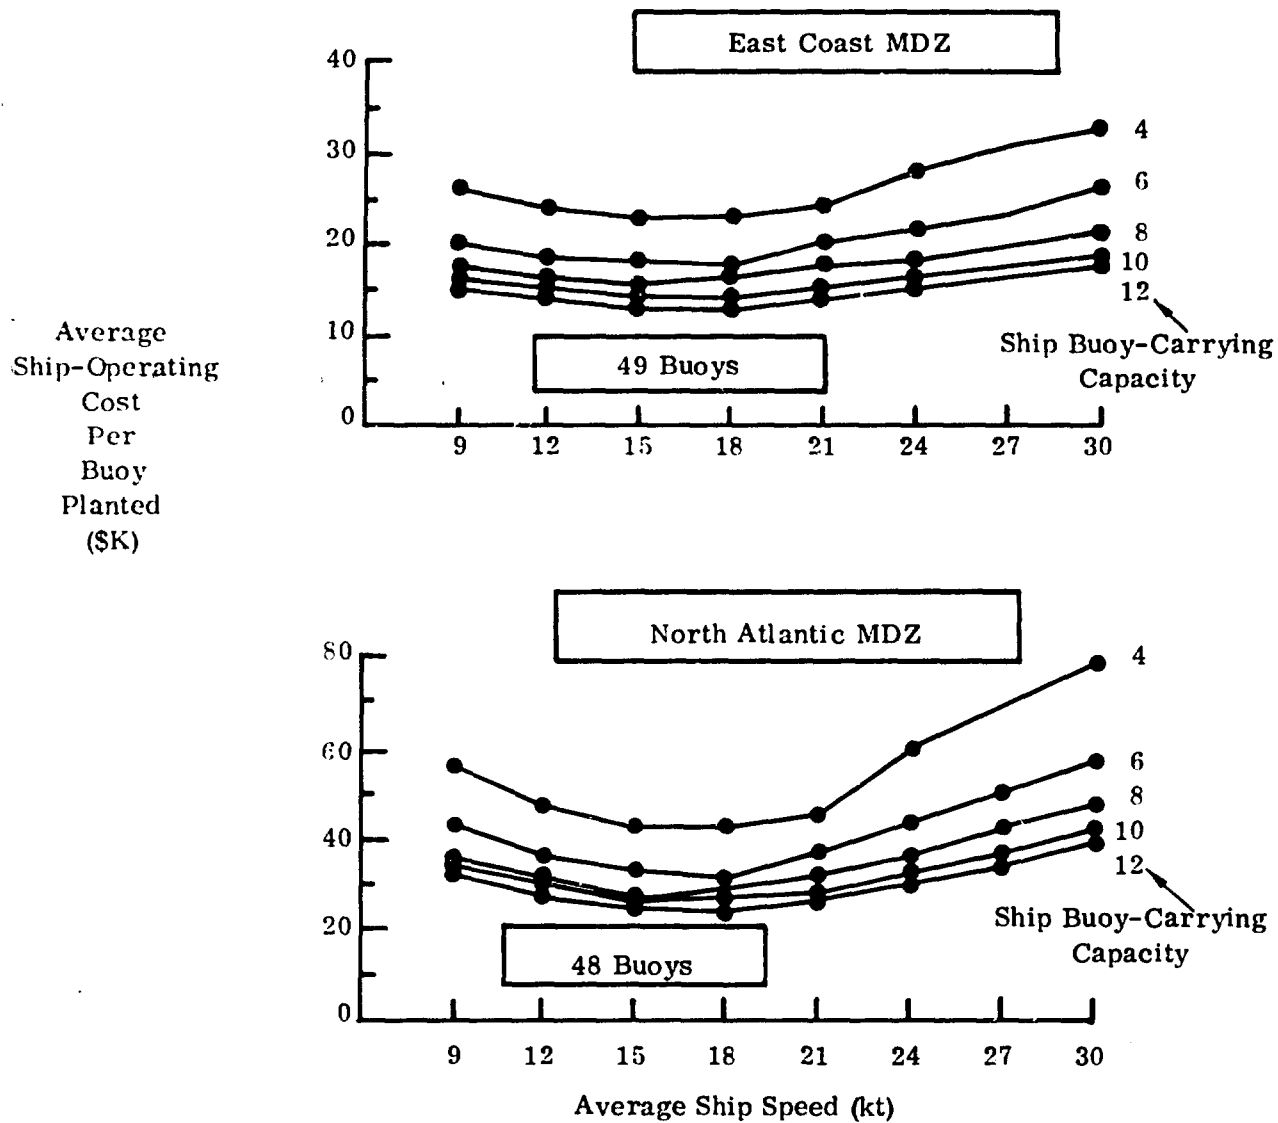 East Coast MDZ
40
30
20
10
0
4
6
8
10
12
Ship Buoy-Carrying
Capacity
49 Buoys
9 12 15 18 21 24 27 30
Average
Ship-Operating
Cost
Per
Buoy
Planted
($K)
North Atlantic MDZ
80
60
40
20
0
4
6
8
10
12
Ship Buoy-Carrying
Capacity
48 Buoys
9 12 15 18 21 24 27 30
Average Ship Speed (kt)